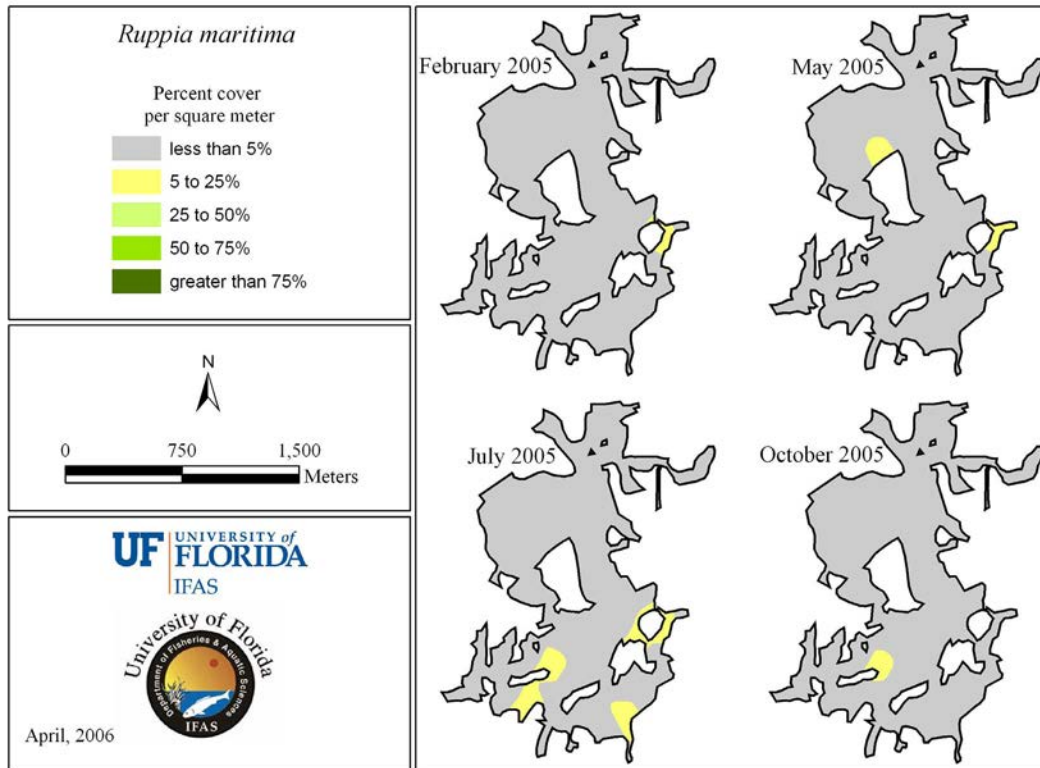 Ruppia maritima
Percent cover
per square meter
less than 5%
5 to 25%
25 to 50%
50 to 75%
greater than 75%
N
0 750 1,500
Meters
UF UNIVERSITY of
FLORIDA
IFAS
University of Florida
Department of Fisheries & Aquatic Sciences
IFAS
April, 2006
February 2005
May 2005
July 2005
October 2005